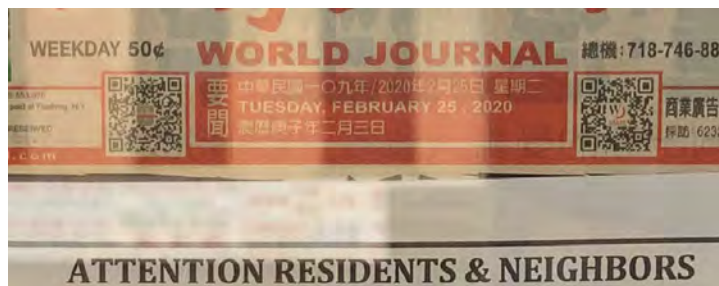 WEEKDAY 50¢
WORLD JOURNAL
總機:718-746-88
要聞
中華民國一〇九年/2020年2月25日 星期二
TUESDAY, FEBRUARY 25, 2020
農曆庚子年二月三日
商業廣告
採訪
RESERVED
ATTENTION RESIDENTS & NEIGHBORS